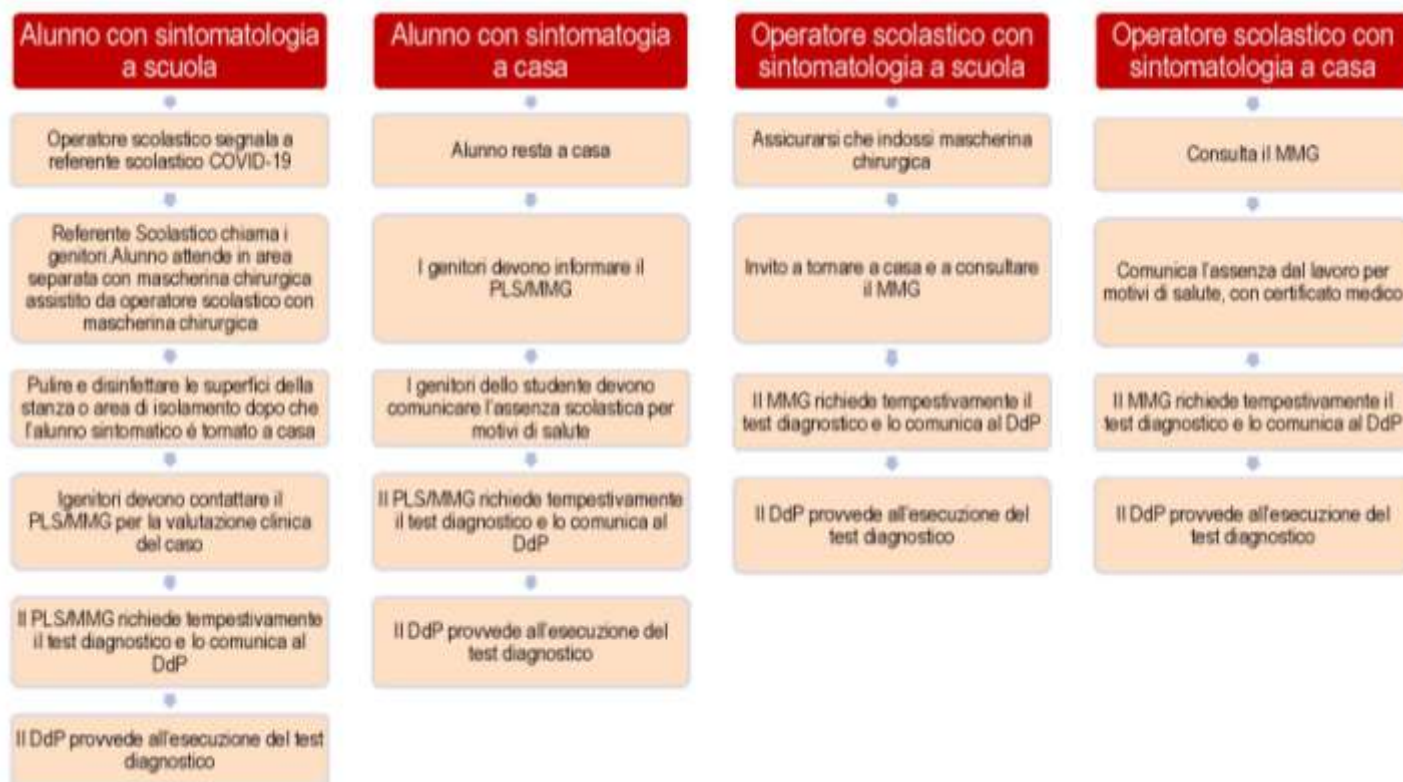 Alunno con sintomatologia
a scuola
Operatore scolastico segnala a
referente scolastico COVID-19
Referente Scolastico chiama i
genitori.Alunno attende in area
separata con mascherina chirurgica
assistito da operatore scolastico con
mascherina chirurgica
Pulire e disinfettare le superfici della
stanza o area di isolamento dopo che
l'alunno sintomatico è tornato a casa
Igenitori devono contattare il
PLS/MMG per la valutazione clinica
del caso
Il PLS/MMG richiede tempestivamente
il test diagnostico e lo comunica al
DdP
Il DdP provvede all'esecuzione del test
diagnostico
Alunno con sintomatogia
a casa
Alunno resta a casa
I genitori devono informare il
PLS/MMG
I genitori dello studente devono
comunicare l'assenza scolastica per
motivi di salute
Il PLS/MMG richiede tempestivamente
il test diagnostico e lo comunica al
DdP
Il DdP provvede all'esecuzione del
test diagnostico
Operatore scolastico con
sintomatologia a scuola
Assicurarsi che indossi mascherina
chirurgica
Invito a tornare a casa e a consultare
il MMG
Il MMG richiede tempestivamente il
test diagnostico e lo comunica al DdP
Il DdP provvede all'esecuzione del
test diagnostico
Operatore scolastico con
sintomatologia a casa
Consulta il MMG
Comunica l'assenza dal lavoro per
motivi di salute, con certificato medico
Il MMG richiede tempestivamente il
test diagnostico e lo comunica al DdP
Il DdP provvede all'esecuzione del
test diagnostico